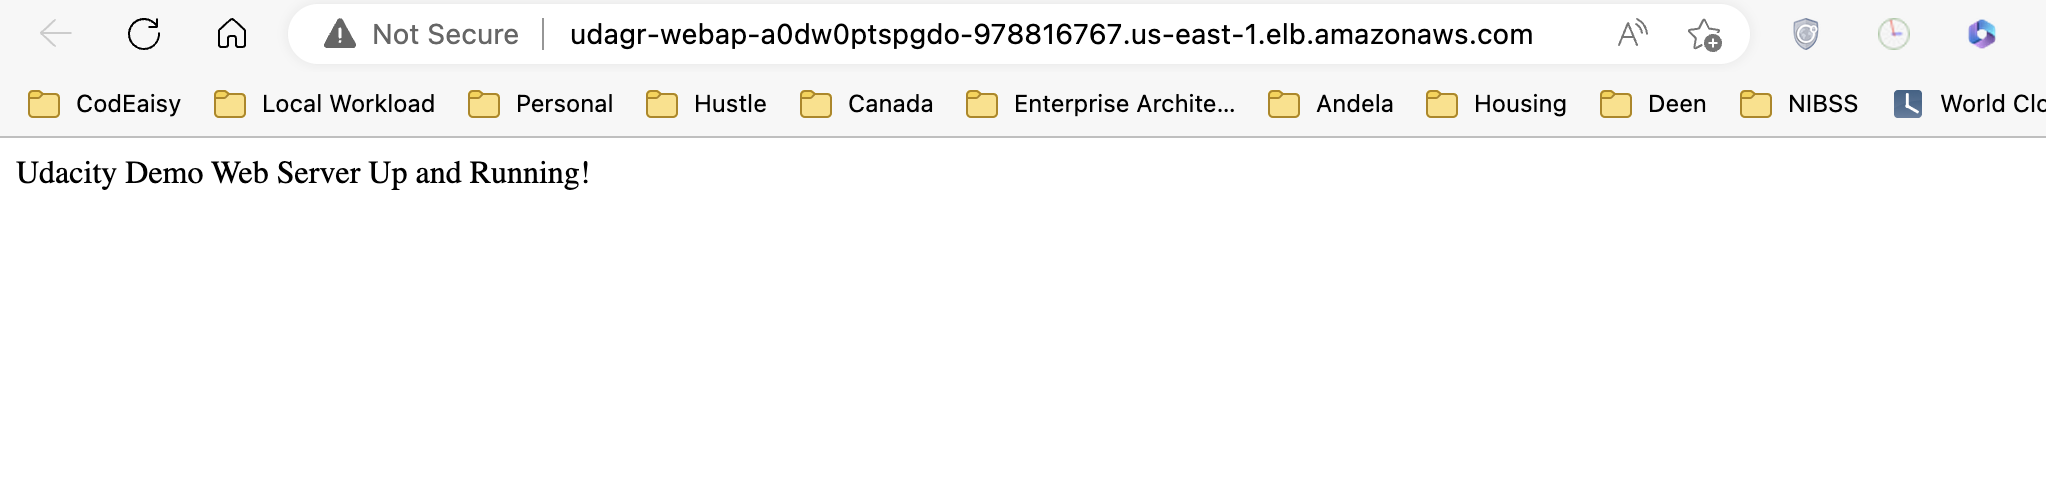 Not Secure | udagr-webap-a0dw0ptspgdo-978816767.us-east-1.elb.amazonaws.com
CodEaisy Local Workload Personal Hustle Canada Enterprise Archite... Andela Housing Deen NIBSS World Clo
Udacity Demo Web Server Up and Running!